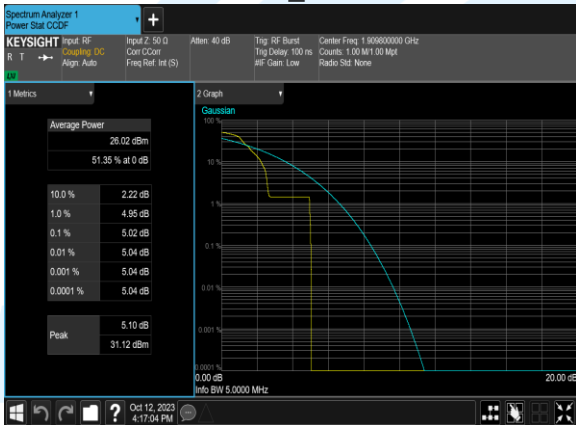 Spectrum Analyzer 1
Power Stat CCDF
+
KEYSIGHT
R T
Input: RF
Coupling: DC
Align: Auto
Input Z: 50 Ω
Corr CCorr
Freq Ref: Int (S)
Atten: 40 dB
Trig: RF Burst
Trig Delay: 100 ns
#IF Gain: Low
Center Freq: 1.909800000 GHz
Counts: 1.00 M/1.00 Mpt
Radio Std: None
1 Metrics
Average Power
26.02 dBm
51.35 % at 0 dB
10.0 % 2.22 dB
1.0 % 4.95 dB
0.1 % 5.02 dB
0.01 % 5.04 dB
0.001 % 5.04 dB
0.0001 % 5.04 dB
Peak
5.10 dB
31.12 dBm
2 Graph
Gaussian
100 %
10 %
1 %
0.1 %
0.01 %
0.001 %
0.0001 %
0.00 dB
20.00 dB
Info BW 5.0000 MHz
?
Oct 12, 2023
4:17:04 PM